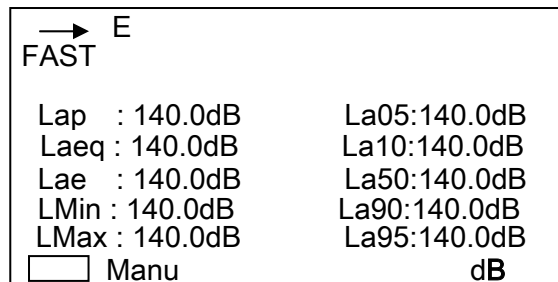 → E
FAST
Lap : 140.0dB La05:140.0dB
Laeq : 140.0dB La10:140.0dB
Lae : 140.0dB La50:140.0dB
LMin : 140.0dB La90:140.0dB
LMax : 140.0dB La95:140.0dB
Manu dB